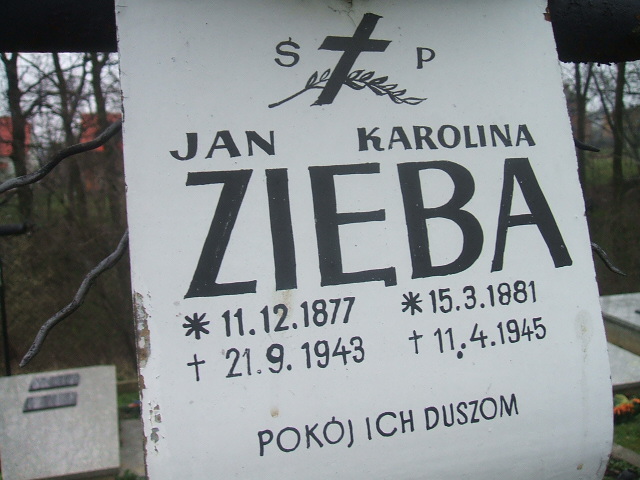 Ś P
JAN KAROLINA
ZIĘBA
* 11.12.1877 * 15.3.1881
† 21.9.1943 † 11.4.1945
POKÓJ ICH DUSZOM